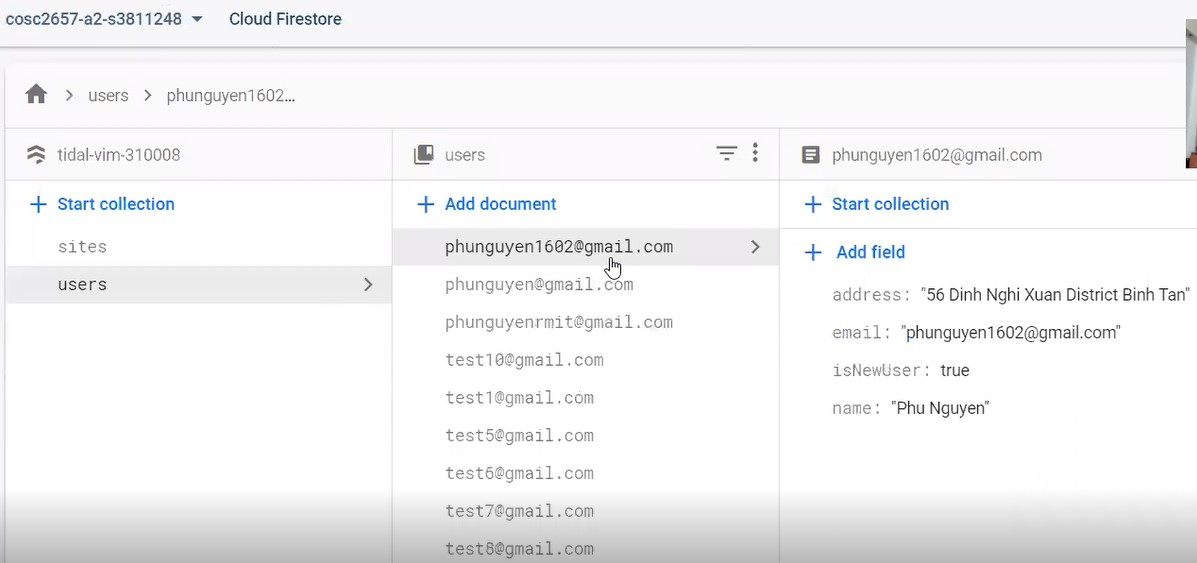 cosc2657-a2-s3811248 Cloud Firestore
users phunguyen1602...
tidal-vim-310008
Start collection
sites
users
users
Add document
phunguyen1602@gmail.com
phunguyen@gmail.com
phunguyenrmit@gmail.com
test10@gmail.com
test1@gmail.com
test5@gmail.com
test6@gmail.com
test7@gmail.com
test8@gmail.com
phunguyen1602@gmail.com
Start collection
Add field
address: "56 Dinh Nghi Xuan District Binh Tan"
email: "phunguyen1602@gmail.com"
isNewUser: true
name: "Phu Nguyen"